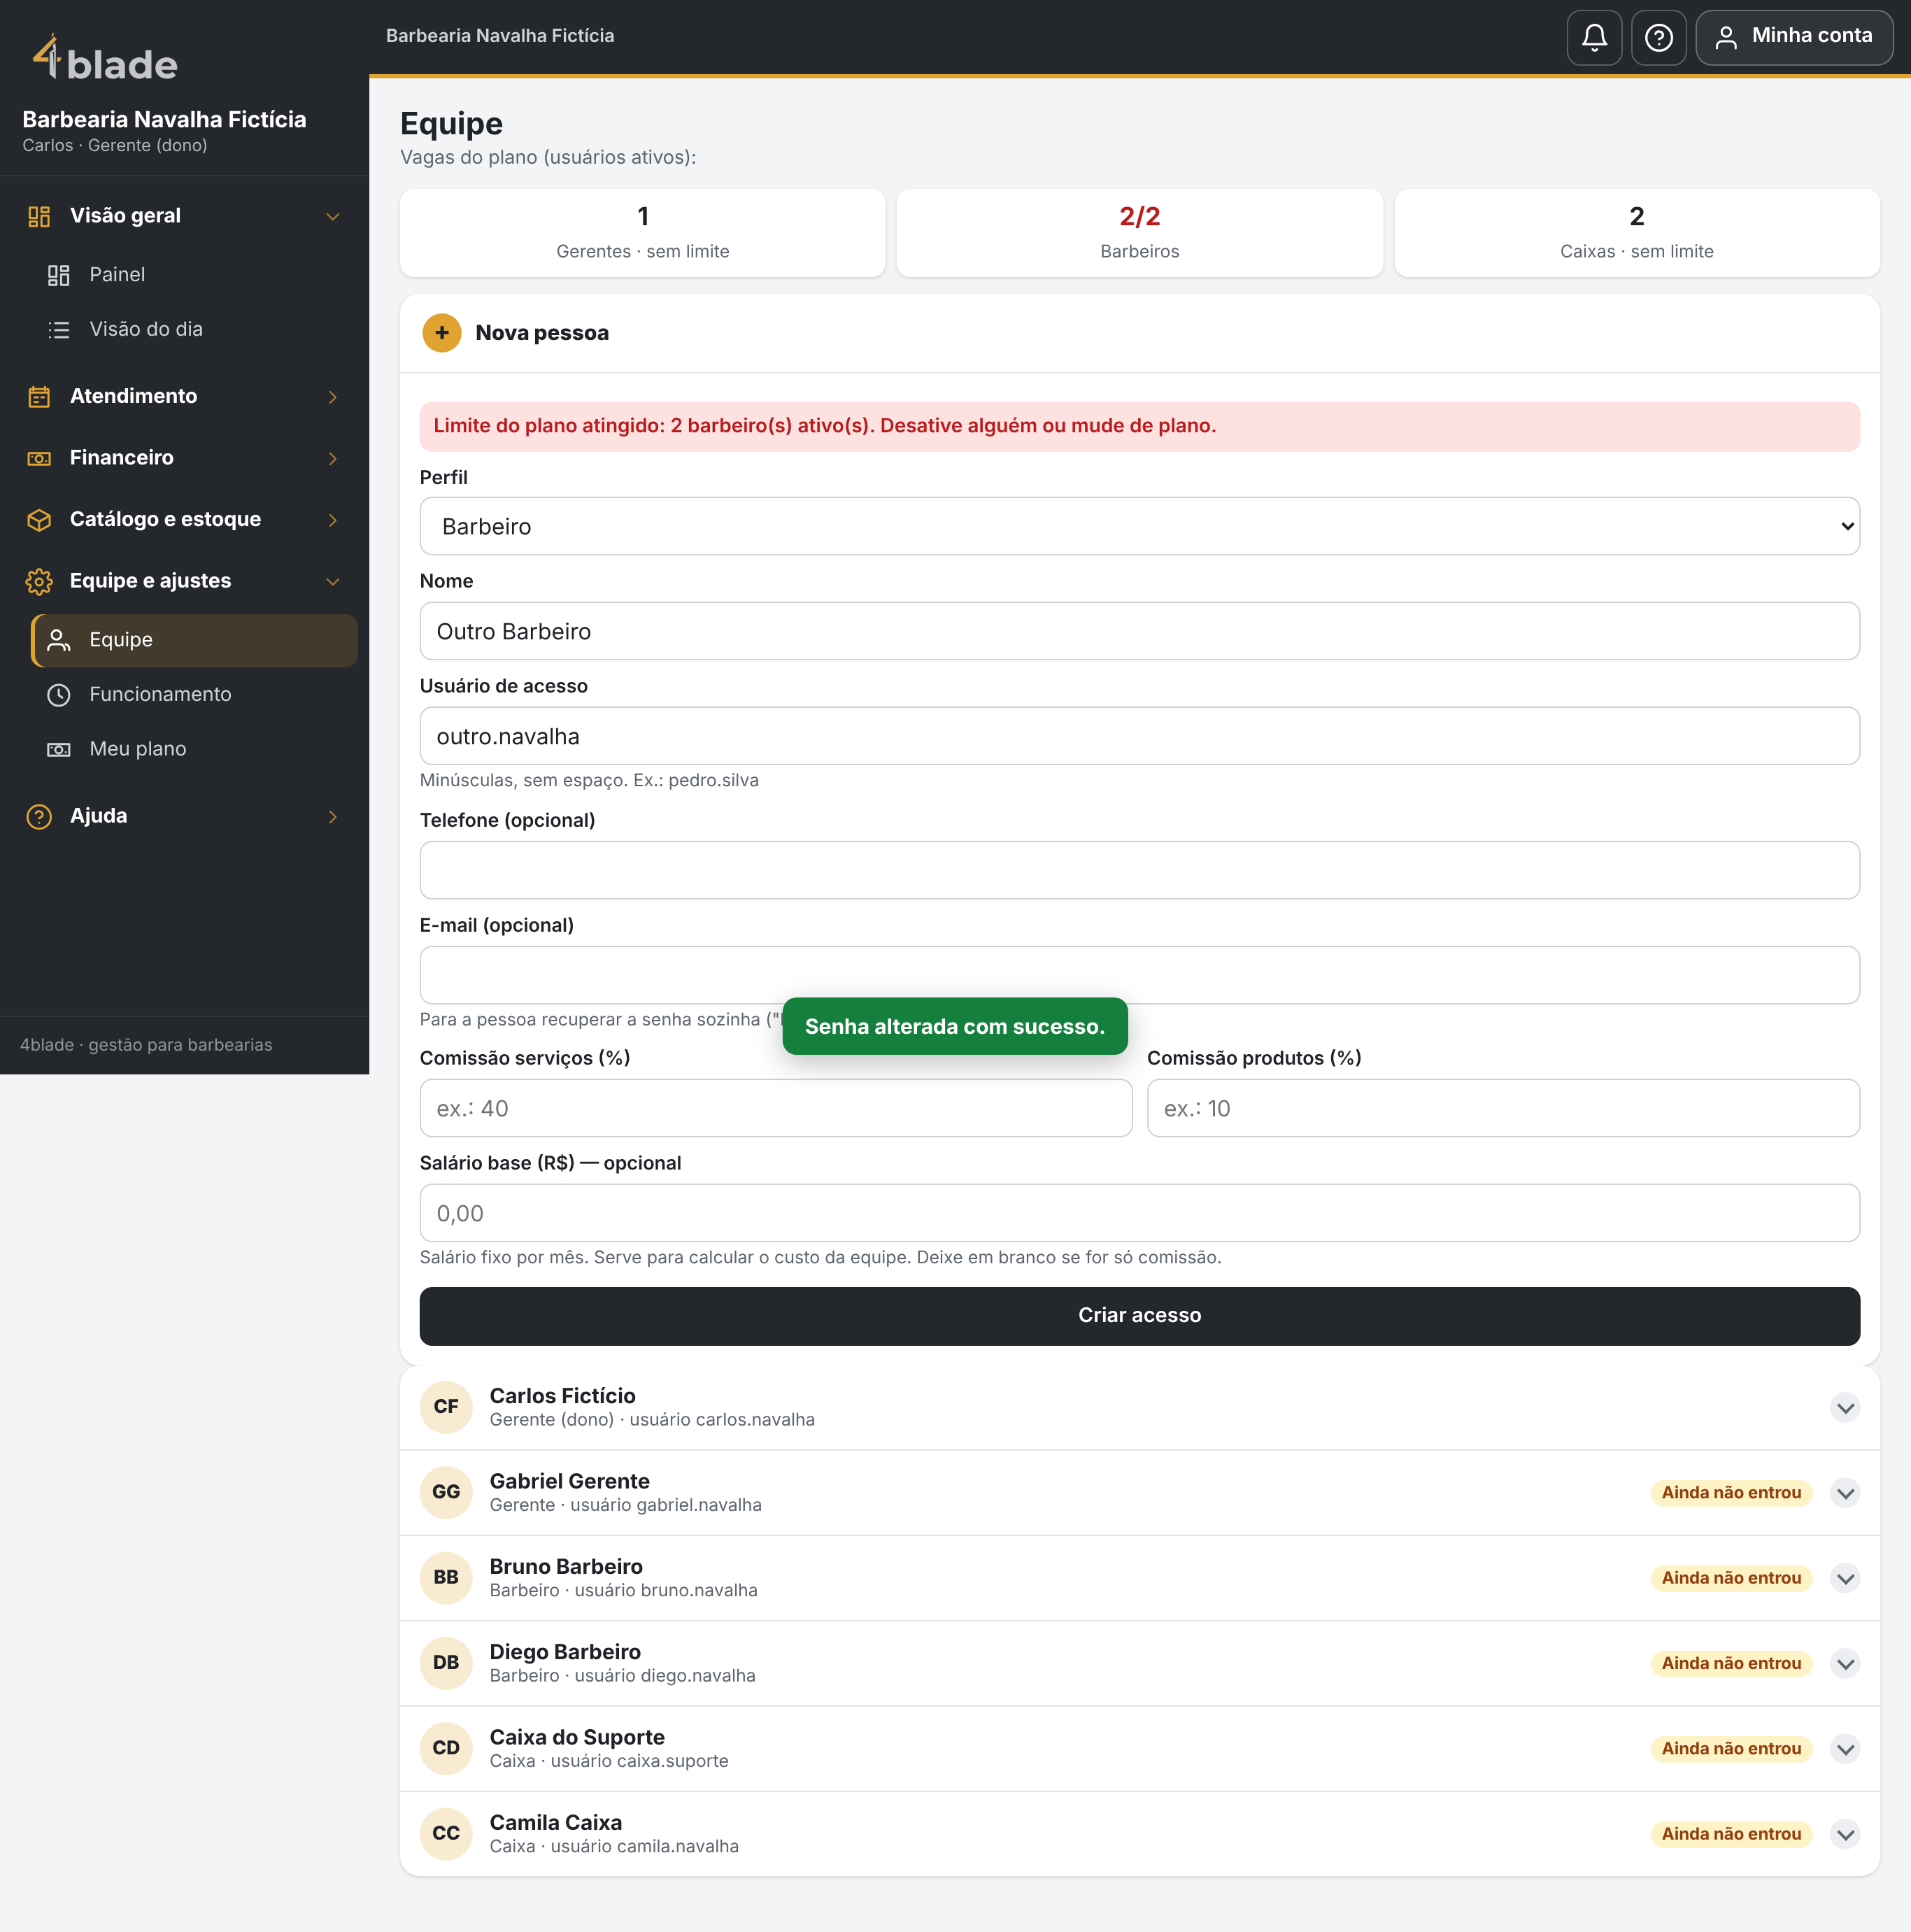 4blade
Barbearia Navalha Fictícia
Carlos · Gerente (dono)
Visão geral
Painel
Visão do dia
Atendimento
Financeiro
Catálogo e estoque
Equipe e ajustes
Equipe
Funcionamento
Meu plano
Ajuda
4blade · gestão para barbearias
Barbearia Navalha Fictícia
Minha conta
Equipe
Vagas do plano (usuários ativos):
1
Gerentes · sem limite
2/2
Barbeiros
2
Caixas · sem limite
+ Nova pessoa
Limite do plano atingido: 2 barbeiro(s) ativo(s). Desative alguém ou mude de plano.
Perfil
Barbeiro
Nome
Outro Barbeiro
Usuário de acesso
outro.navalha
Minúsculas, sem espaço. Ex.: pedro.silva
Telefone (opcional)
E-mail (opcional)
Para a pessoa recuperar a senha sozinha ("
Senha alterada com sucesso.
Comissão serviços (%)
ex.: 40
Comissão produtos (%)
ex.: 10
Salário base (R$) — opcional
0,00
Salário fixo por mês. Serve para calcular o custo da equipe. Deixe em branco se for só comissão.
Criar acesso
CF
Carlos Fictício
Gerente (dono) · usuário carlos.navalha
GG
Gabriel Gerente
Gerente · usuário gabriel.navalha
Ainda não entrou
BB
Bruno Barbeiro
Barbeiro · usuário bruno.navalha
Ainda não entrou
DB
Diego Barbeiro
Barbeiro · usuário diego.navalha
Ainda não entrou
CD
Caixa do Suporte
Caixa · usuário caixa.suporte
Ainda não entrou
CC
Camila Caixa
Caixa · usuário camila.navalha
Ainda não entrou